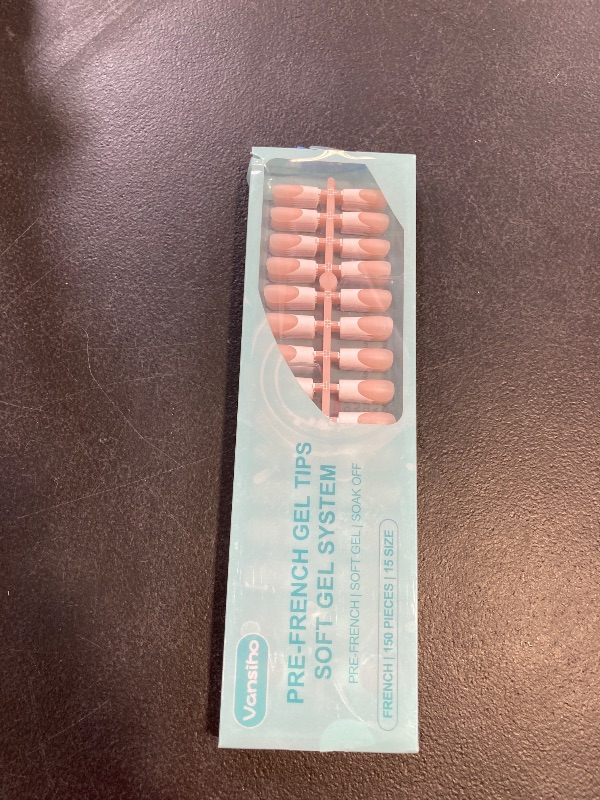 Vansiho
PRE-FRENCH GEL TIPS
SOFT GEL SYSTEM
PRE-FRENCH | SOFT GEL | SOAK OFF
FRENCH | 150 PIECES | 15 SIZE